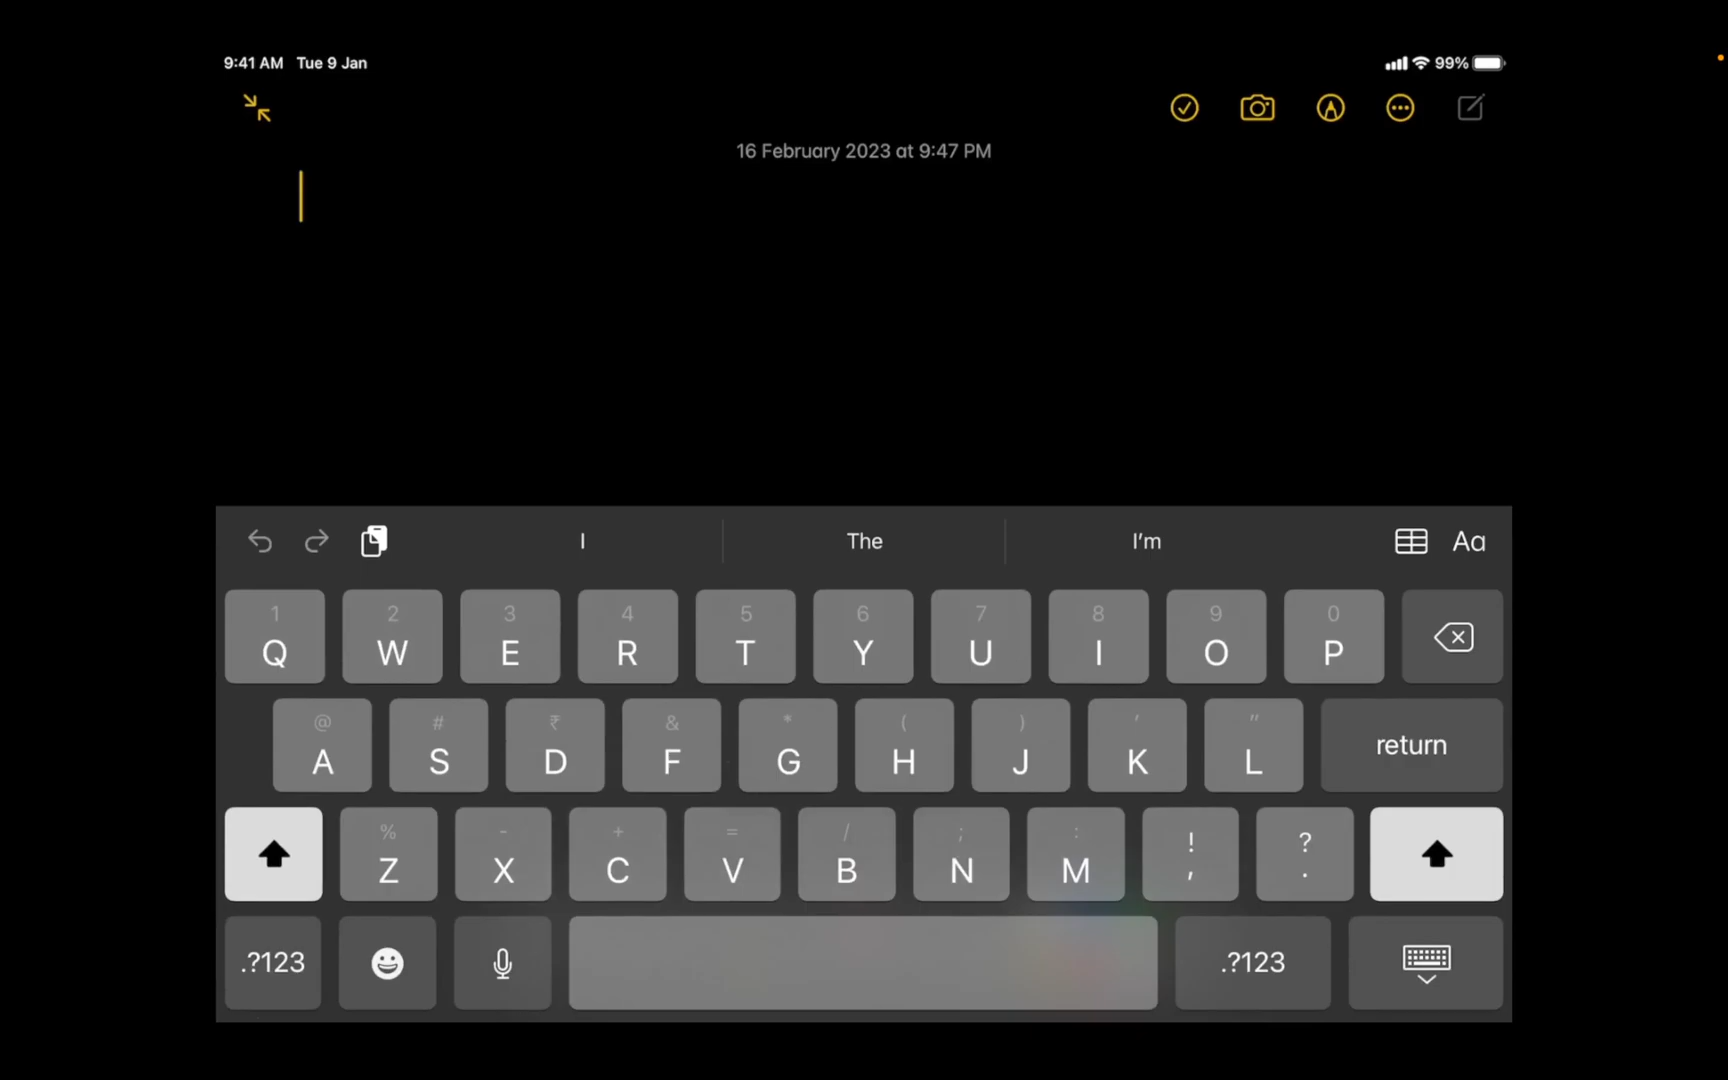 9:41 AM Tue 9 Jan 99%
16 February 2023 at 9:47 PM
I The I'm Aa
1 2 3 4 5 6 7 8 9 0
Q W E R T Y U I O P
@ # ₹ & * ( ) ' "
A S D F G H J K L return
% - + = / ; : ! ?
Z X C V B N M , .
.?123 .?123